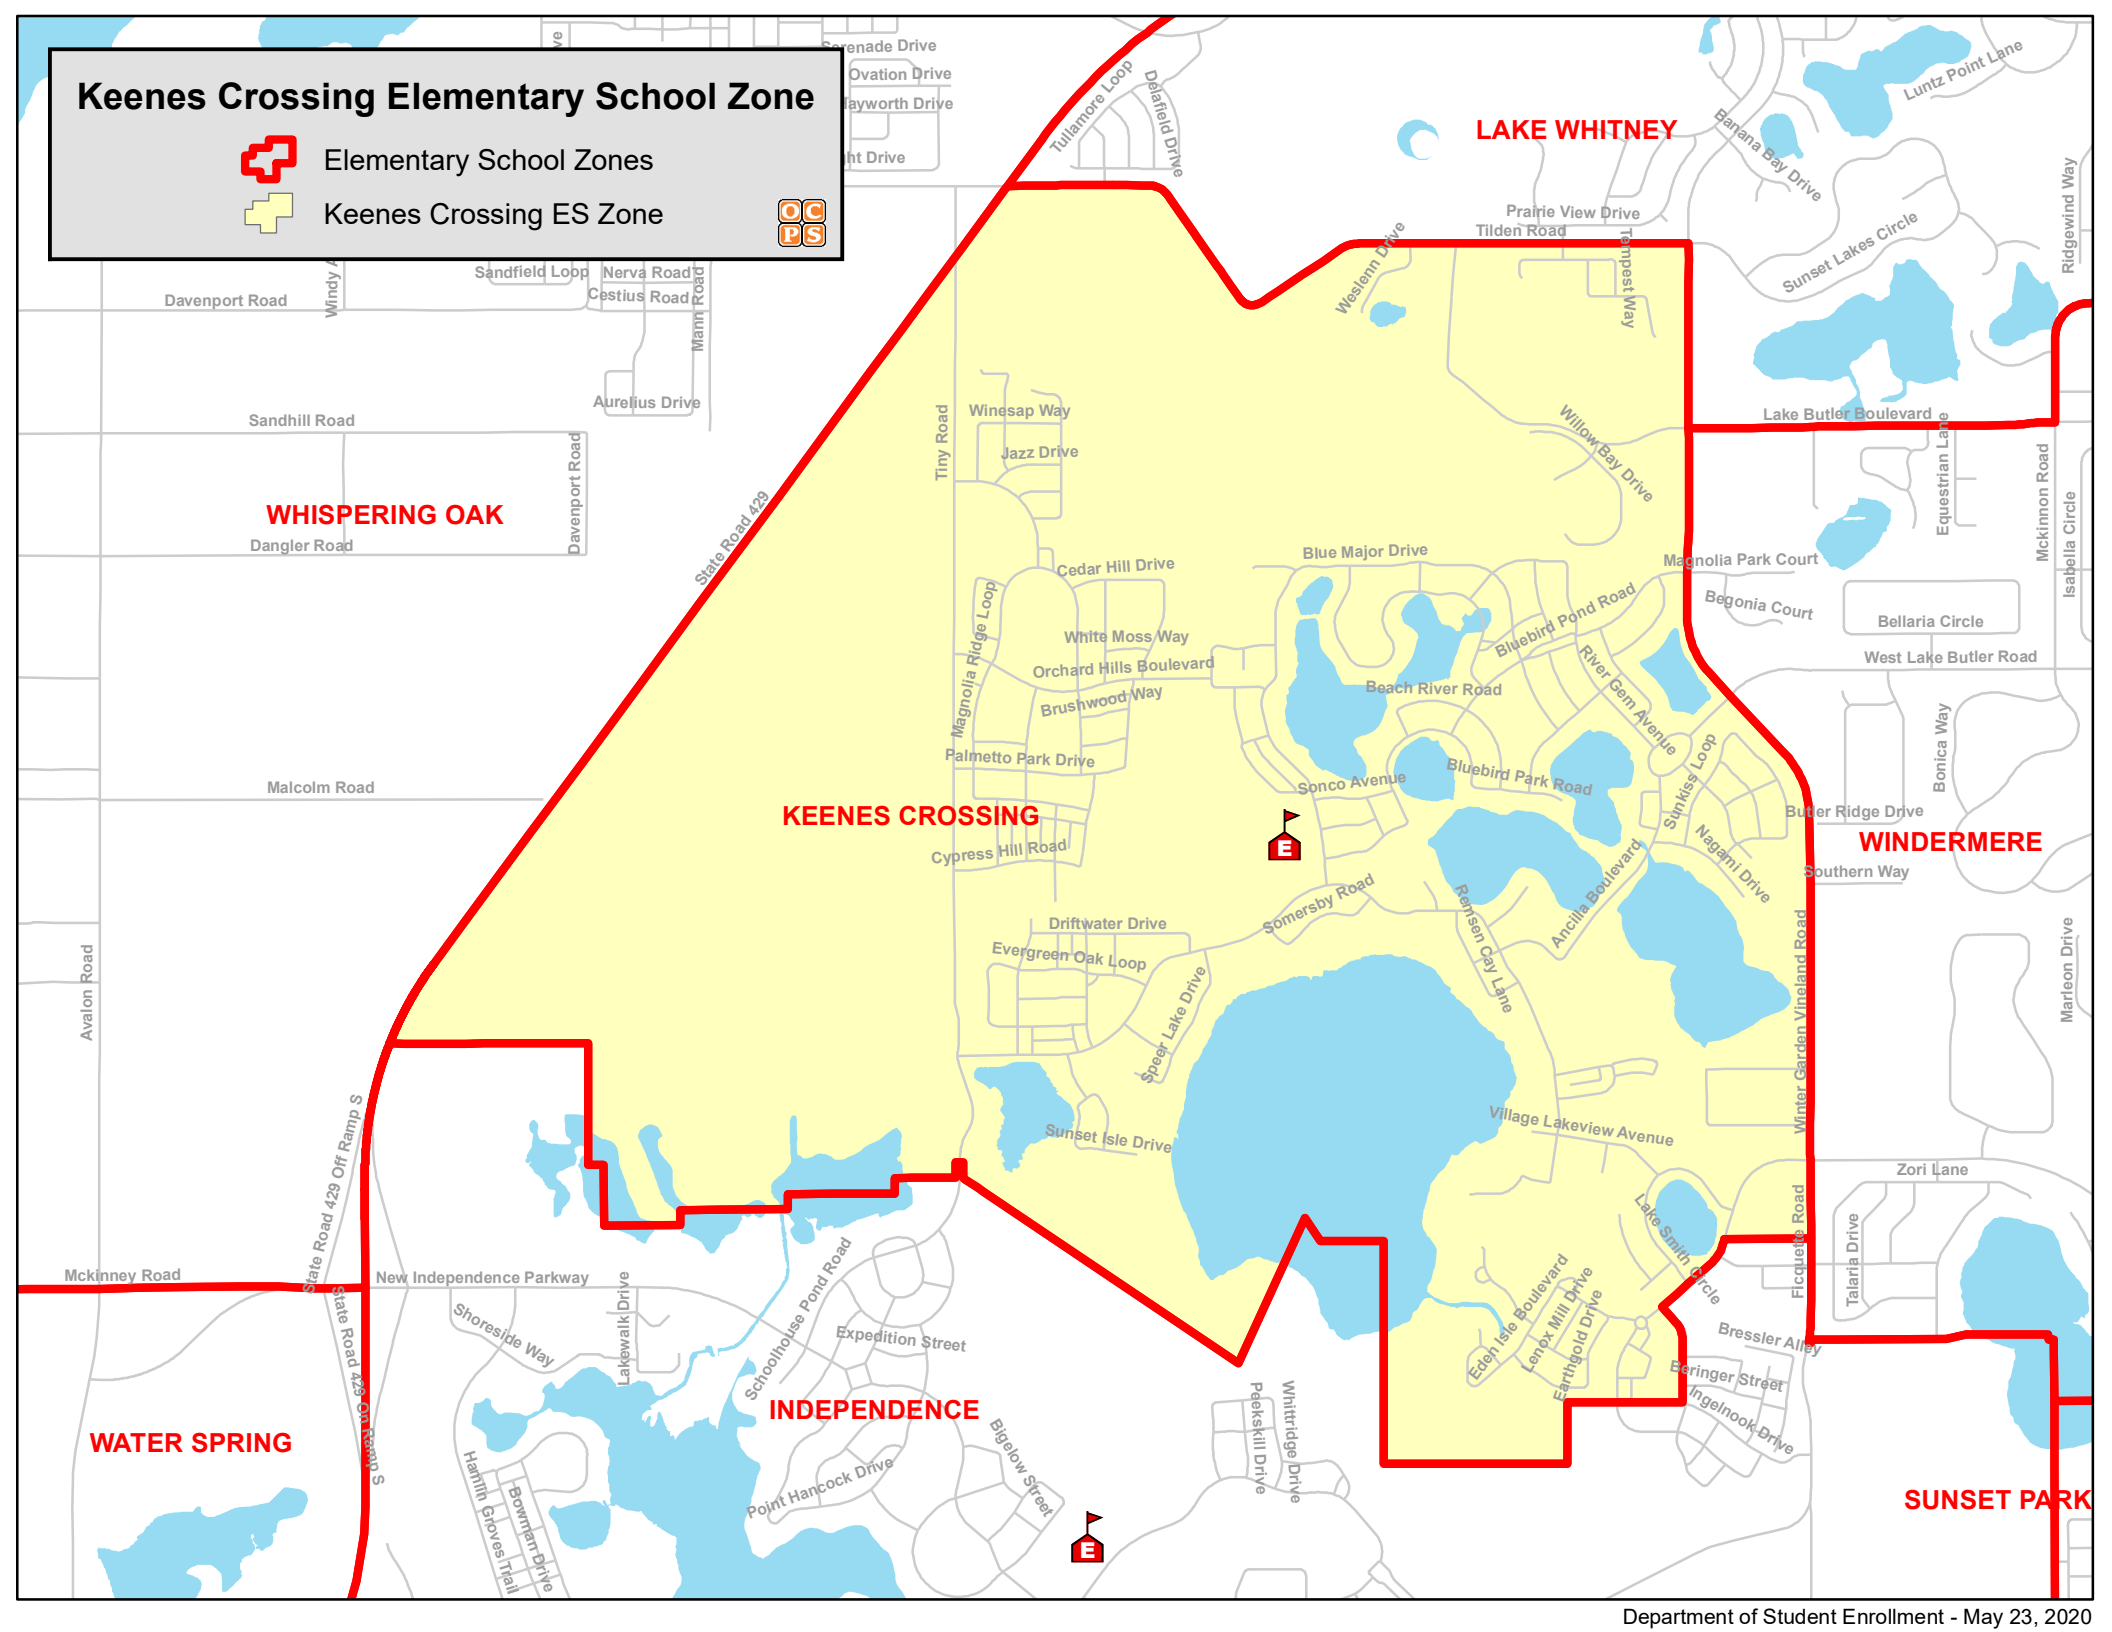 Serenade Drive
Ovation Drive
Tayworth Drive
ht Drive
ve
Keenes Crossing Elementary School Zone
Elementary School Zones
Keenes Crossing ES Zone
OC
PS
Tullamore Loop
Delafield Drive
LAKE WHITNEY
Luntz Point Lane
Banana Bay Drive
Ridgewind Way
Prairie View Drive
Tilden Road
Tempest Way
Weslenn Drive
Sunset Lakes Circle
Sandfield Loop
Nerva Road
Cestius Road
Mann Road
Windy A
Davenport Road
Aurelius Drive
Sandhill Road
Davenport Road
WHISPERING OAK
Dangler Road
State Road 429
Tiny Road
Winesap Way
Jazz Drive
Willow Bay Drive
Lake Butler Boulevard
Equestrian Lane
Mckinnon Road
Isabella Circle
Blue Major Drive
Magnolia Park Court
Cedar Hill Drive
Begonia Court
Bellaria Circle
Magnolia Ridge Loop
White Moss Way
Bluebird Pond Road
River Gem Avenue
West Lake Butler Road
Orchard Hills Boulevard
Beach River Road
Brushwood Way
Bonica Way
Palmetto Park Drive
Sonco Avenue
Bluebird Park Road
Sunkiss Loop
Malcolm Road
KEENES CROSSING
Butler Ridge Drive
E
WINDERMERE
Nagami Drive
Cypress Hill Road
Southern Way
Ancilla Boulevard
Somersby Road
Remsen Cay Lane
Driftwater Drive
Evergreen Oak Loop
Speer Lake Drive
Avalon Road
Winter Garden Vineland Road
Marleon Drive
State Road 429 Off Ramp S
Sunset Isle Drive
Village Lakeview Avenue
Zori Lane
Lake Smith Circle
Ficquette Road
Talaria Drive
Mckinney Road
New Independence Parkway
Lakewalk Drive
Schoolhouse Pond Road
Shoreside Way
State Road 429 On Ramp S
Expedition Street
Eden Isle Boulevard
Lenox Mill Drive
Earthgold Drive
Bressler Alley
Beringer Street
Ingelnook Drive
INDEPENDENCE
Peekskill Drive
Whittridge Drive
WATER SPRING
Bigelow Street
Point Hancock Drive
Hamlin Groves Trail
Bowman Drive
SUNSET PARK
E
Department of Student Enrollment - May 23, 2020